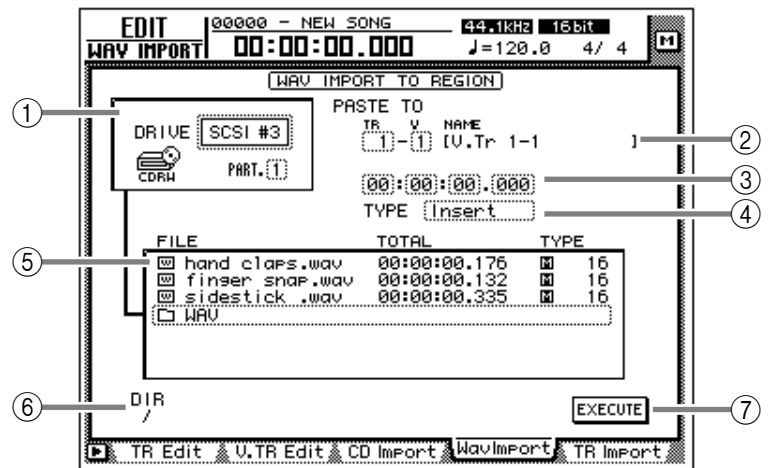 EDIT
WAV IMPORT
00000 - NEW SONG
00:00:00.000
44.1kHz 16bit
♩=120.0 4/ 4
M
WAV IMPORT TO REGION
①
DRIVE SCSI #3
CDRW PART. 1
PASTE TO
TR V NAME
1-1 [V.Tr 1-1 ]
②
00:00:00.000
③
TYPE Insert
④
FILE TOTAL TYPE
⑤
W hand claps.wav 00:00:00.176 M 16
W finger snap.wav 00:00:00.132 M 16
W sidestick .wav 00:00:00.335 M 16
WAV
⑥
DIR
/
EXECUTE
⑦
TR Edit V.TR Edit CD Import WavImport TR Import